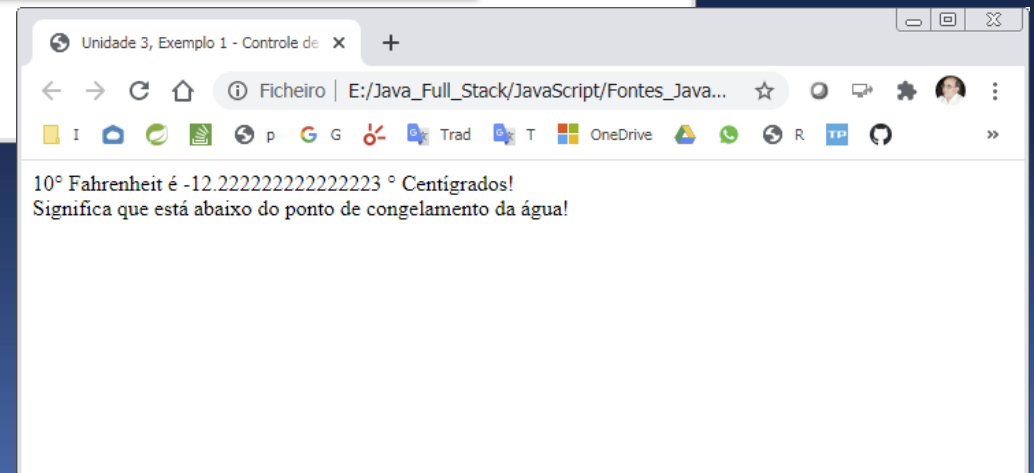 Unidade 3, Exemplo 1 - Controle de
Ficheiro | E:/Java_Full_Stack/JavaScript/Fontes_Java...
I p G G Trad T OneDrive R TP »
10° Fahrenheit é -12.222222222222223 ° Centígrados!
Significa que está abaixo do ponto de congelamento da água!